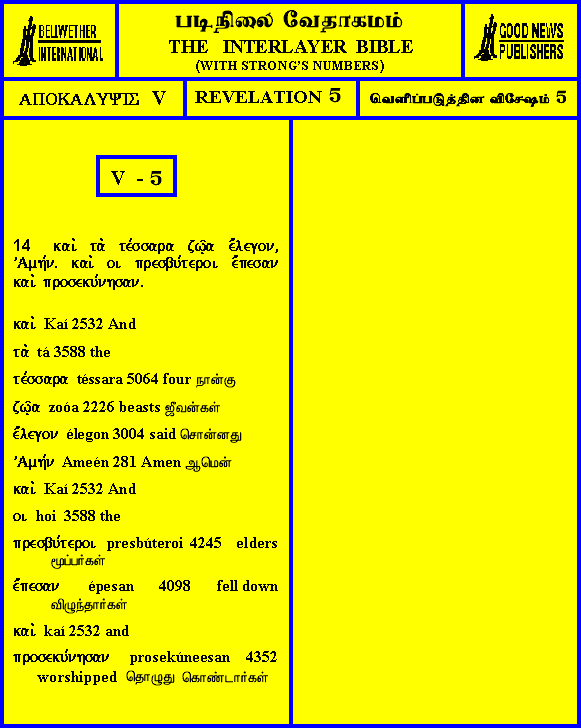 BELLWETHER
INTERNATIONAL
படிநிலை வேதாகமம்
THE INTERLAYER BIBLE
(WITH STRONG'S NUMBERS)
GOOD NEWS
PUBLISHERS
ΑΠΟΚΑΛΥΨΙΣ V
REVELATION 5
வெளிப்படுத்தின விசேஷம் 5
V - 5
14 καὶ τὰ τέσσαρα ζῷα ἔλεγον,
Ἀμήν. καὶ οι πρεσβύτεροι ἔπεσαν
καὶ προσεκύνησαν.
καὶ Kaí 2532 And
τὰ tá 3588 the
τέσσαρα téssara 5064 four நான்கு
ζῷα zoóa 2226 beasts ஜீவன்கள்
ἔλεγον élegon 3004 said சொன்னது
Ἀμήν Ameén 281 Amen ஆமென்
καὶ Kaí 2532 And
οι hoi 3588 the
πρεσβύτεροι presbúteroi 4245 elders
மூப்பர்கள்
ἔπεσαν épesan 4098 fell down
விழுந்தார்கள்
καὶ kaí 2532 and
προσεκύνησαν prosekúneesan 4352
worshipped தொழுது கொண்டார்கள்